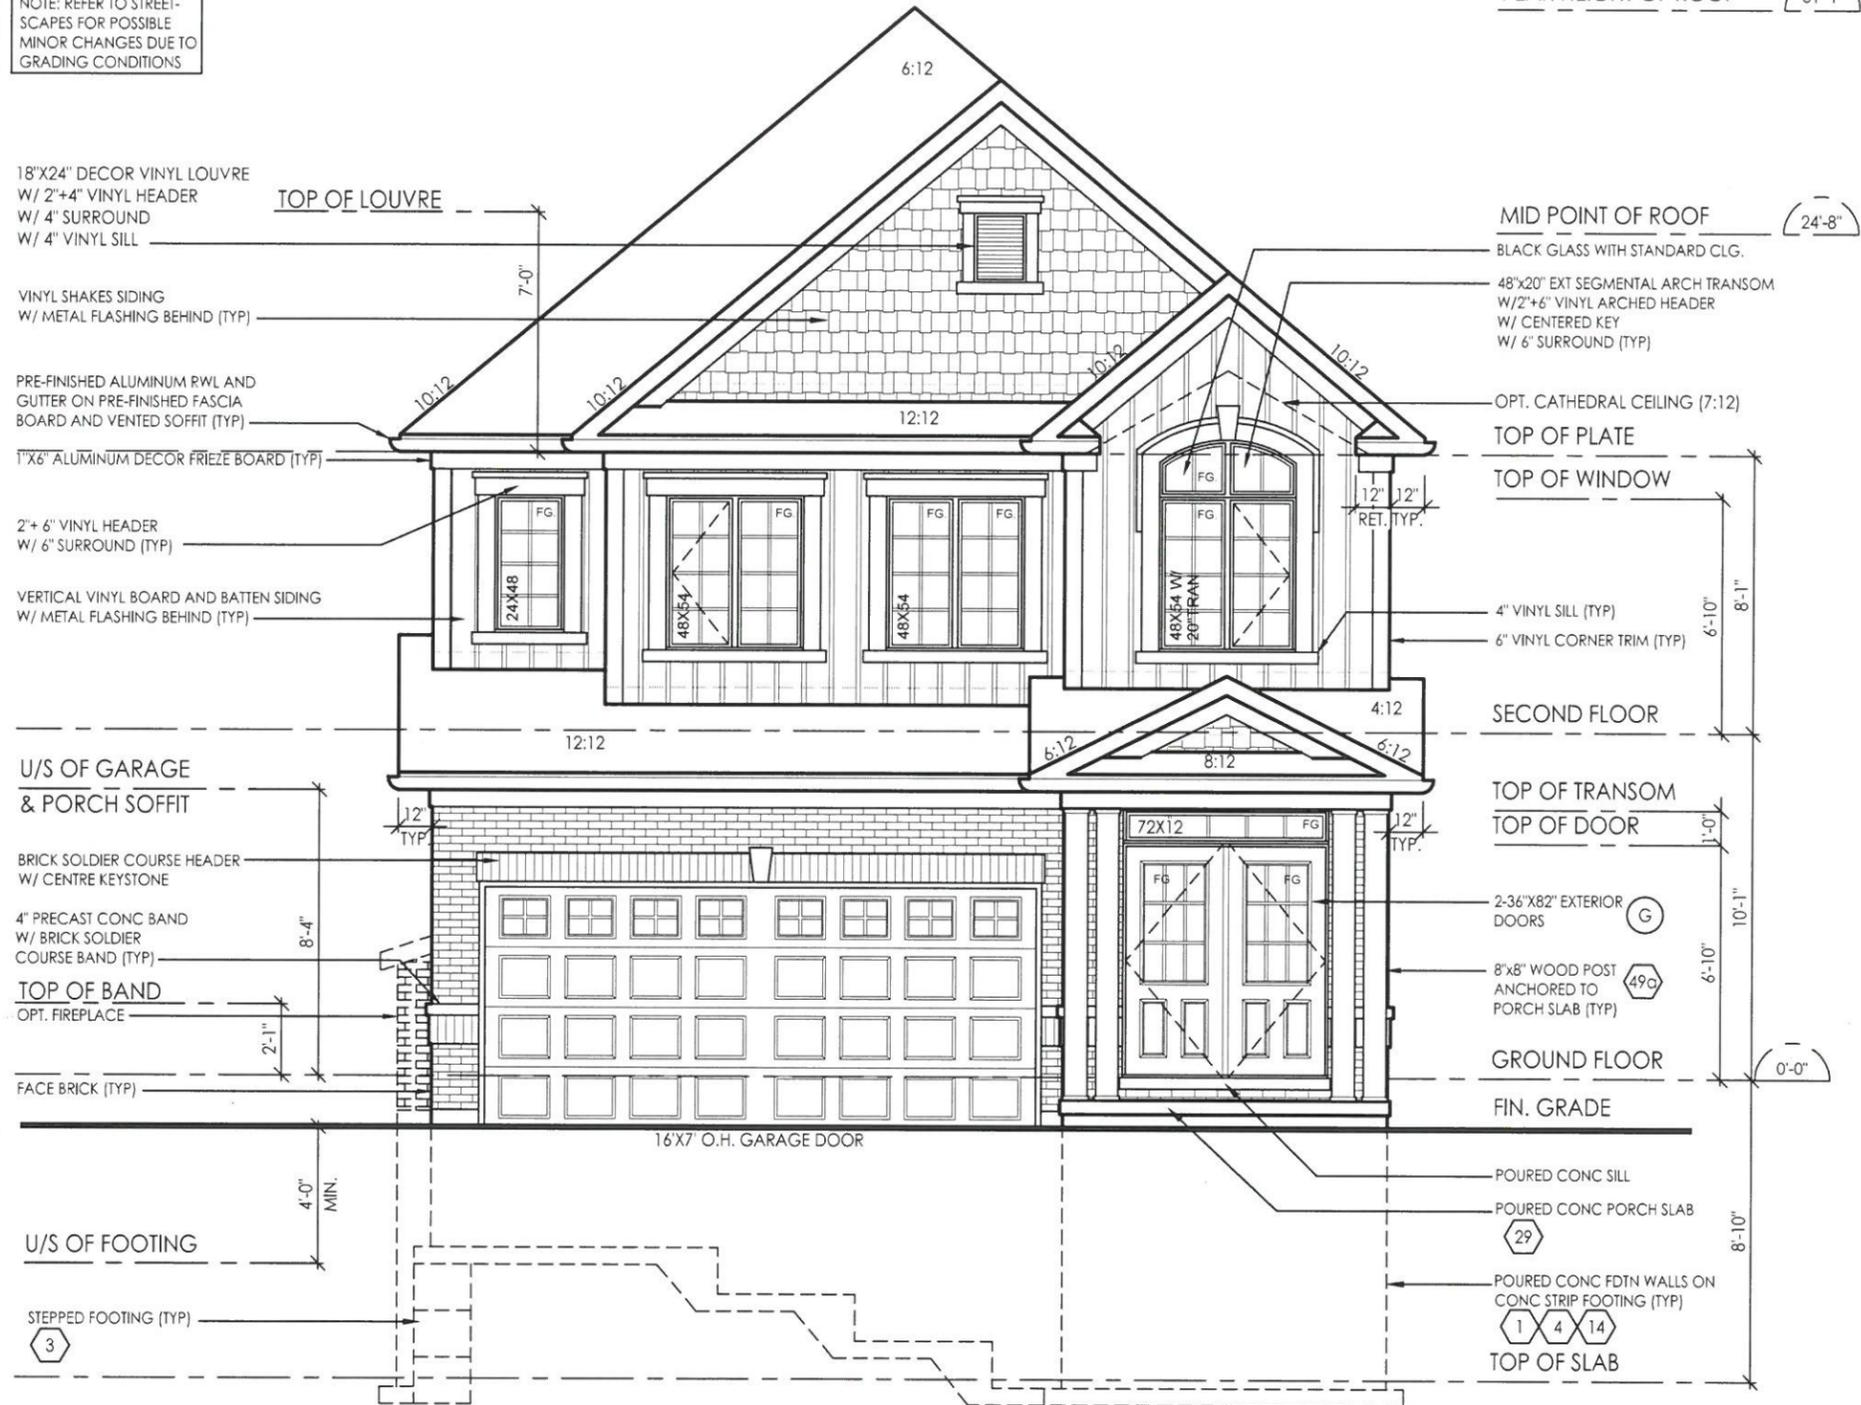 NOTE: REFER TO STREET-
SCAPES FOR POSSIBLE
MINOR CHANGES DUE TO
GRADING CONDITIONS
18"X24" DECOR VINYL LOUVRE
W/ 2"+4" VINYL HEADER
W/ 4" SURROUND
W/ 4" VINYL SILL
TOP OF LOUVRE
7'-0"
VINYL SHAKES SIDING
W/ METAL FLASHING BEHIND (TYP)
PRE-FINISHED ALUMINUM RWL AND
GUTTER ON PRE-FINISHED FASCIA
BOARD AND VENTED SOFFIT (TYP)
1"X6" ALUMINUM DECOR FRIEZE BOARD (TYP)
2"+ 6" VINYL HEADER
W/ 6" SURROUND (TYP)
VERTICAL VINYL BOARD AND BATTEN SIDING
W/ METAL FLASHING BEHIND (TYP)
U/S OF GARAGE
& PORCH SOFFIT
BRICK SOLDIER COURSE HEADER
W/ CENTRE KEYSTONE
4" PRECAST CONC BAND
W/ BRICK SOLDIER
COURSE BAND (TYP)
8'-4"
TOP OF BAND
OPT. FIREPLACE
2'-1"
FACE BRICK (TYP)
4'-0"
MIN.
U/S OF FOOTING
STEPPED FOOTING (TYP)
3
6:12
10:12
10:12
10:12
10:12
12:12
FG.
24X48
FG
48X54
FG.
FG.
48X54
FG.
FG.
48X54 W/
20" TRAN
12"
12"
RET.
TYP.
12:12
4:12
6:12
6:12
8:12
12"
TYP.
12"
TYP.
72X12
FG
FG
FG
16'X7' O.H. GARAGE DOOR
MID POINT OF ROOF
24'-8"
BLACK GLASS WITH STANDARD CLG.
48"x20" EXT SEGMENTAL ARCH TRANSOM
W/2"+6" VINYL ARCHED HEADER
W/ CENTERED KEY
W/ 6" SURROUND (TYP)
OPT. CATHEDRAL CEILING (7:12)
TOP OF PLATE
TOP OF WINDOW
4" VINYL SILL (TYP)
6" VINYL CORNER TRIM (TYP)
6'-10"
8'-1"
SECOND FLOOR
TOP OF TRANSOM
TOP OF DOOR
1'-0"
2-36"X82" EXTERIOR
DOORS
G
8"x8" WOOD POST
ANCHORED TO
PORCH SLAB (TYP)
49a
6'-10"
10'-1"
GROUND FLOOR
0'-0"
FIN. GRADE
POURED CONC SILL
POURED CONC PORCH SLAB
29
8'-10"
POURED CONC FDTN WALLS ON
CONC STRIP FOOTING (TYP)
1
4
14
TOP OF SLAB